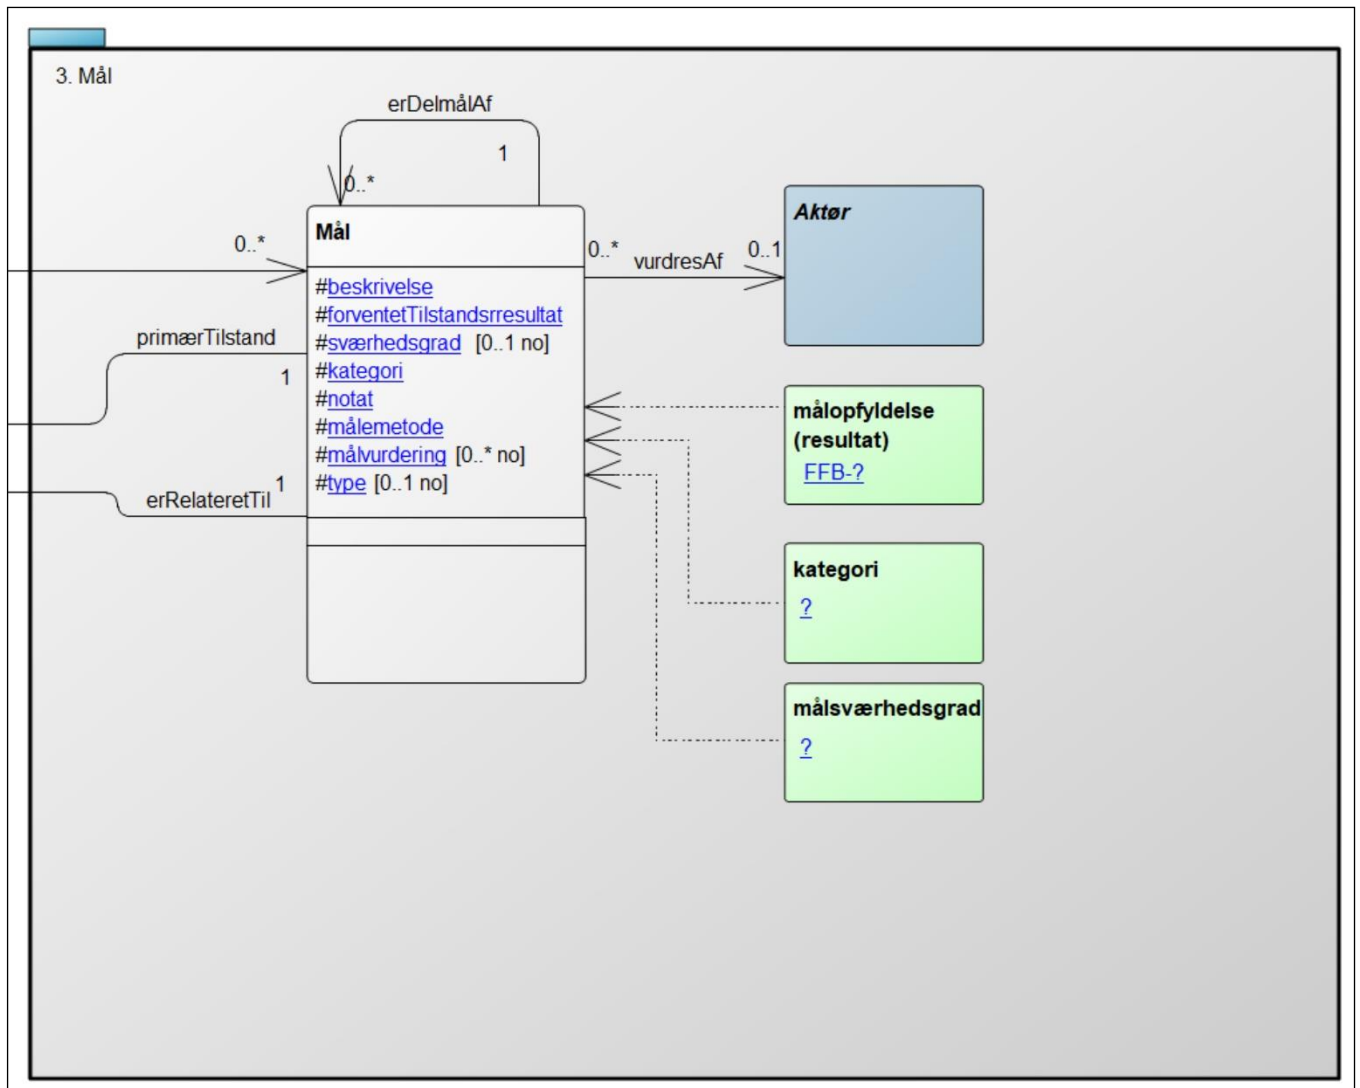 3. Mål
erDelmålAf
1
0..*
Mål
#beskrivelse
#forventetTilstandsrresultat
#sværhedsgrad [0..1 no]
#kategori
#notat
#målemetode
#målvurdering [0..* no]
#type [0..1 no]
0..*
primærTilstand
1
1
erRelateretTil
0..*
vurdresAf
0..1
Aktør
målopfyldelse
(resultat)
FFB-?
kategori
?
målsværhedsgrad
?